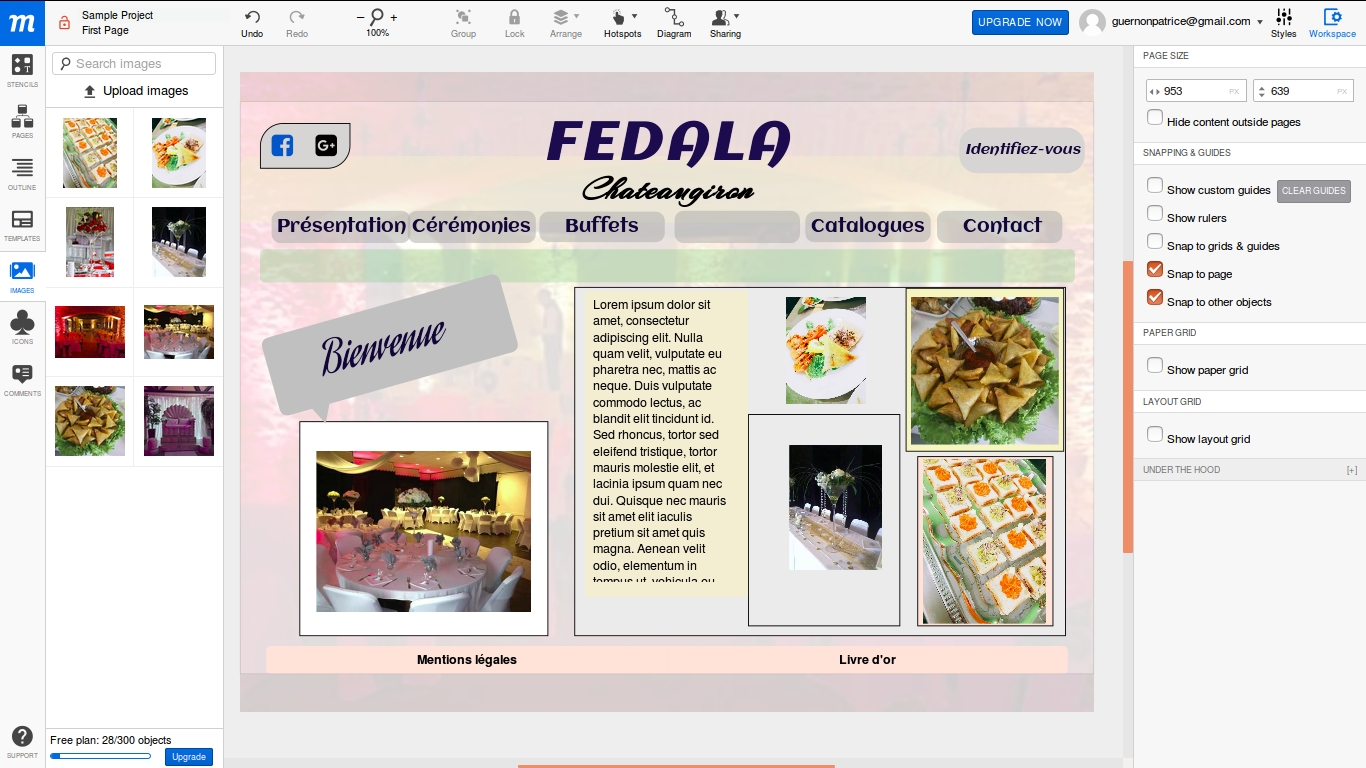 m
Sample Project
First Page
Undo
Redo
100%
Group
Lock
Arrange
Hotspots
Diagram
Sharing
UPGRADE NOW
guernonpatrice@gmail.com
Styles
Workspace
STENCILS
PAGES
OUTLINE
TEMPLATES
IMAGES
ICONS
COMMENTS
SUPPORT
Search images
Upload images
Free plan: 28/300 objects
Upgrade
G+
FEDALA
Chateaugiron
Identifiez-vous
Présentation Cérémonies Buffets Catalogues Contact
Bienvenue
Lorem ipsum dolor sit
amet, consectetur
adipiscing elit. Nulla
quam velit, vulputate eu
pharetra nec, mattis ac
neque. Duis vulputate
commodo lectus, ac
blandit elit tincidunt id.
Sed rhoncus, tortor sed
eleifend tristique, tortor
mauris molestie elit, et
lacinia ipsum quam nec
dui. Quisque nec mauris
sit amet elit iaculis
pretium sit amet quis
magna. Aenean velit
odio, elementum in
tempus ut, vehicula eu
Mentions légales
Livre d'or
PAGE SIZE
953 PX 639 PX
Hide content outside pages
SNAPPING & GUIDES
Show custom guides CLEAR GUIDES
Show rulers
Snap to grids & guides
Snap to page
Snap to other objects
PAPER GRID
Show paper grid
LAYOUT GRID
Show layout grid
UNDER THE HOOD [+]